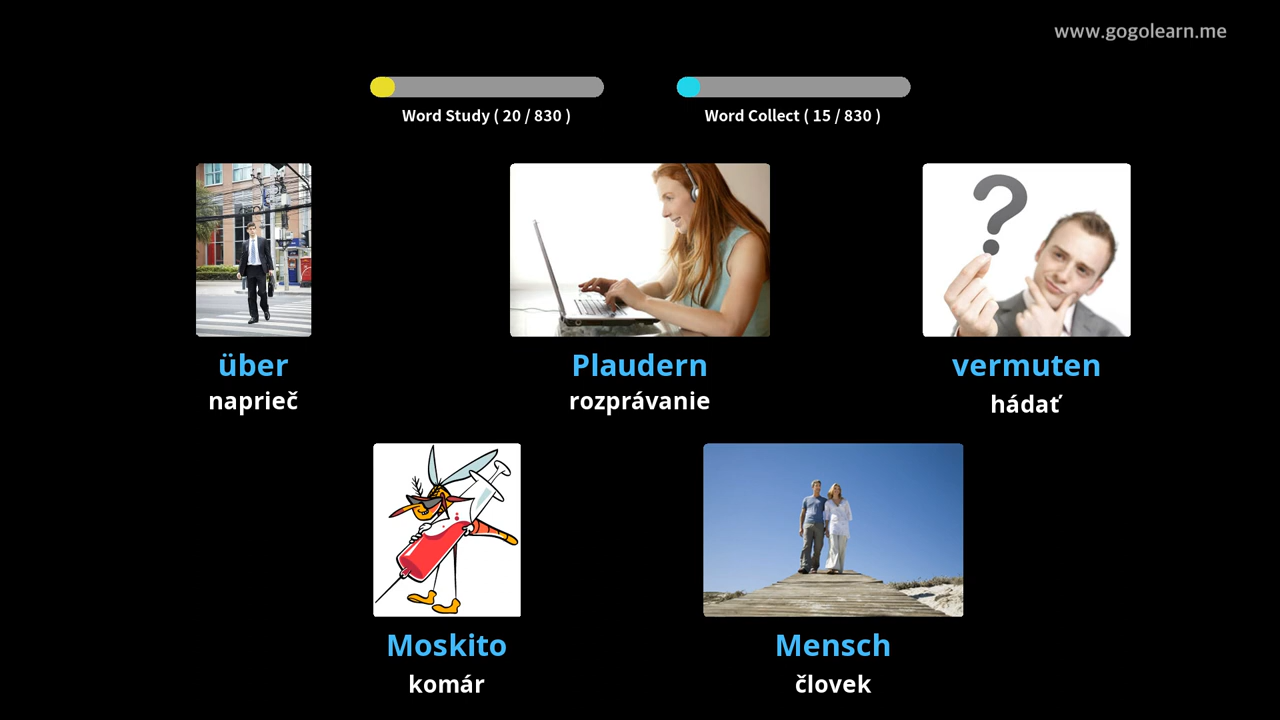 www.gogolearn.me
Word Study ( 20 / 830 )
Word Collect ( 15 / 830 )
über
naprieč
Plaudern
rozprávanie
vermuten
hádať
Moskito
komár
Mensch
človek